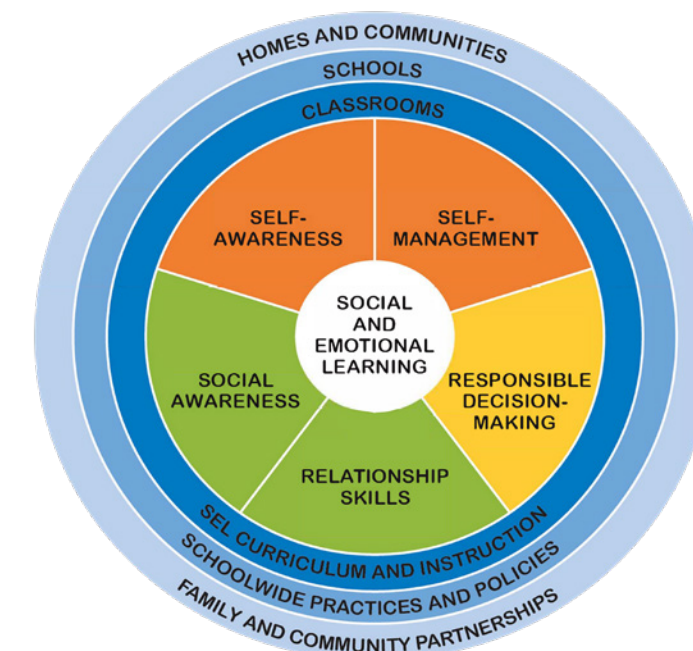 HOMES AND COMMUNITIES
SCHOOLS
CLASSROOMS
SELF-
AWARENESS
SELF-
MANAGEMENT
SOCIAL
AND
EMOTIONAL
LEARNING
SOCIAL
AWARENESS
RESPONSIBLE
DECISION-
MAKING
RELATIONSHIP
SKILLS
SEL CURRICULUM AND INSTRUCTION
SCHOOLWIDE PRACTICES AND POLICIES
FAMILY AND COMMUNITY PARTNERSHIPS